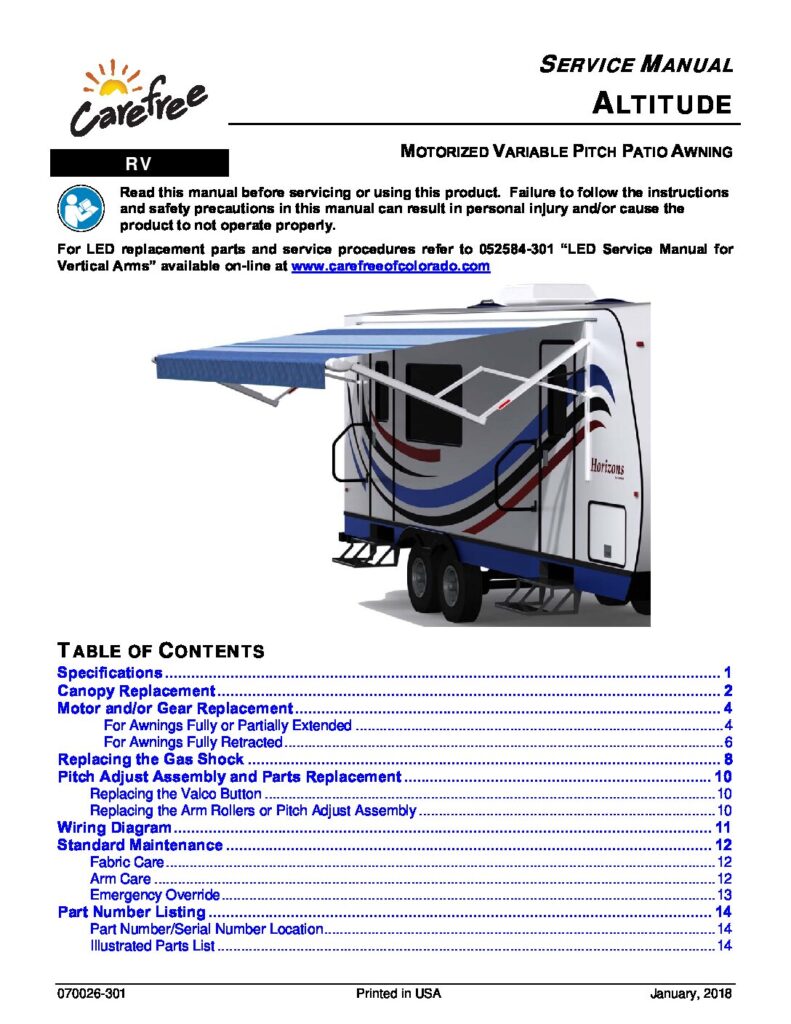 Carefree
SERVICE MANUAL
ALTITUDE
RV
MOTORIZED VARIABLE PITCH PATIO AWNING
Read this manual before servicing or using this product. Failure to follow the instructions
and safety precautions in this manual can result in personal injury and/or cause the
product to not operate properly.
For LED replacement parts and service procedures refer to 052584-301 “LED Service Manual for
Vertical Arms” available on-line at www.carefreeofcolorado.com
Horizons
TABLE OF CONTENTS
Specifications ... 1
Canopy Replacement ... 2
Motor and/or Gear Replacement ... 4
For Awnings Fully or Partially Extended ... 4
For Awnings Fully Retracted ... 6
Replacing the Gas Shock ... 8
Pitch Adjust Assembly and Parts Replacement ... 10
Replacing the Valco Button ... 10
Replacing the Arm Rollers or Pitch Adjust Assembly ... 10
Wiring Diagram ... 11
Standard Maintenance ... 12
Fabric Care ... 12
Arm Care ... 12
Emergency Override ... 13
Part Number Listing ... 14
Part Number/Serial Number Location ... 14
Illustrated Parts List ... 14
070026-301 Printed in USA January, 2018